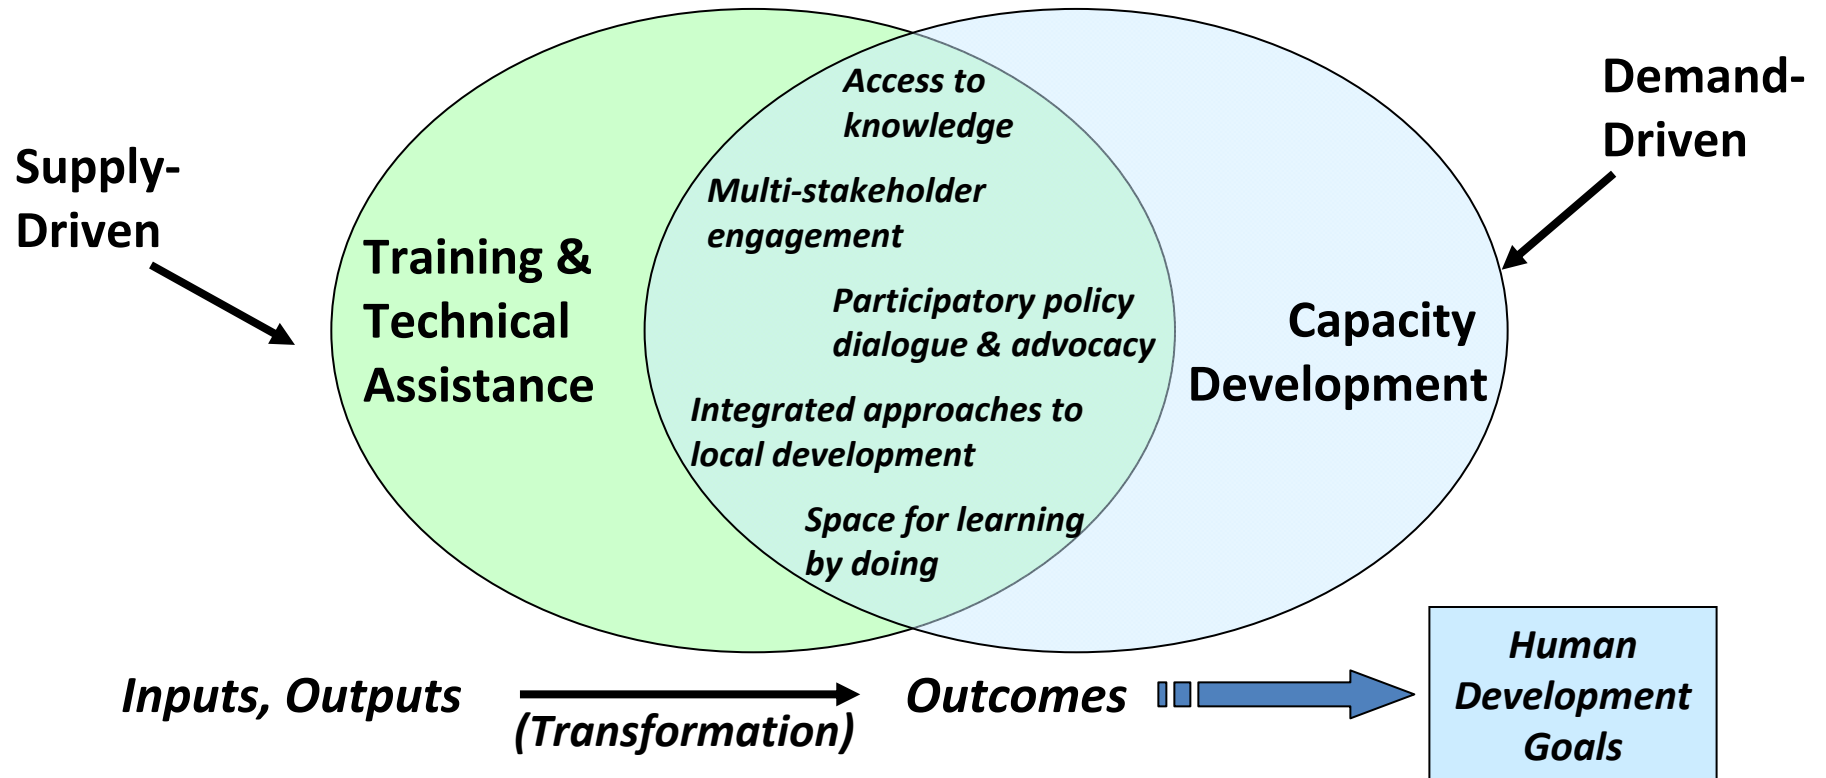 Supply-
Driven
Training &
Technical
Assistance
Access to
knowledge
Multi-stakeholder
engagement
Participatory policy
dialogue & advocacy
Integrated approaches to
local development
Space for learning
by doing
Demand-
Driven
Capacity
Development
Inputs, Outputs
(Transformation)
Outcomes
Human
Development
Goals